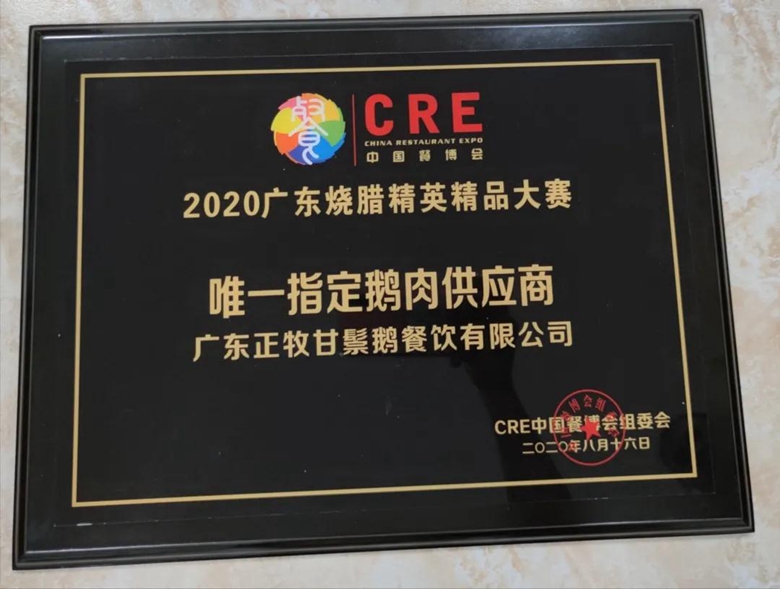 餐
CRE
CHINA RESTAURANT EXPO
中国餐博会
2020广东烧腊精英精品大赛
唯一指定鹅肉供应商
广东正牧甘鬃鹅餐饮有限公司
CRE中国餐博会组委会
二〇二〇年八月十六日